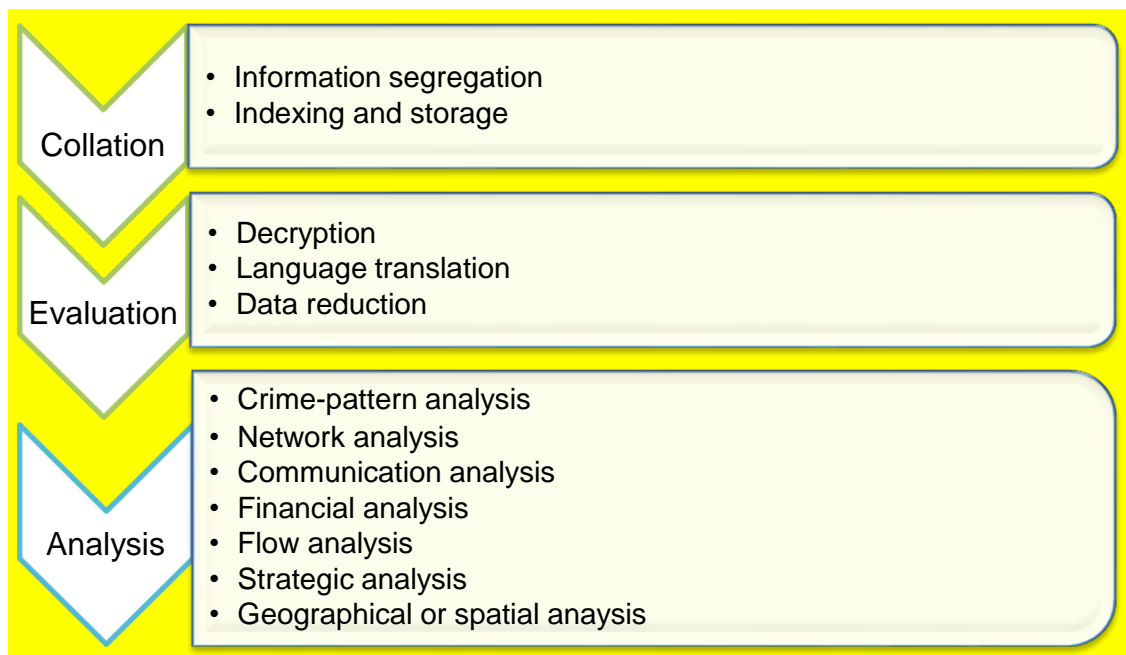 Collation
• Information segregation
• Indexing and storage
Evaluation
• Decryption
• Language translation
• Data reduction
Analysis
• Crime-pattern analysis
• Network analysis
• Communication analysis
• Financial analysis
• Flow analysis
• Strategic analysis
• Geographical or spatial anaysis